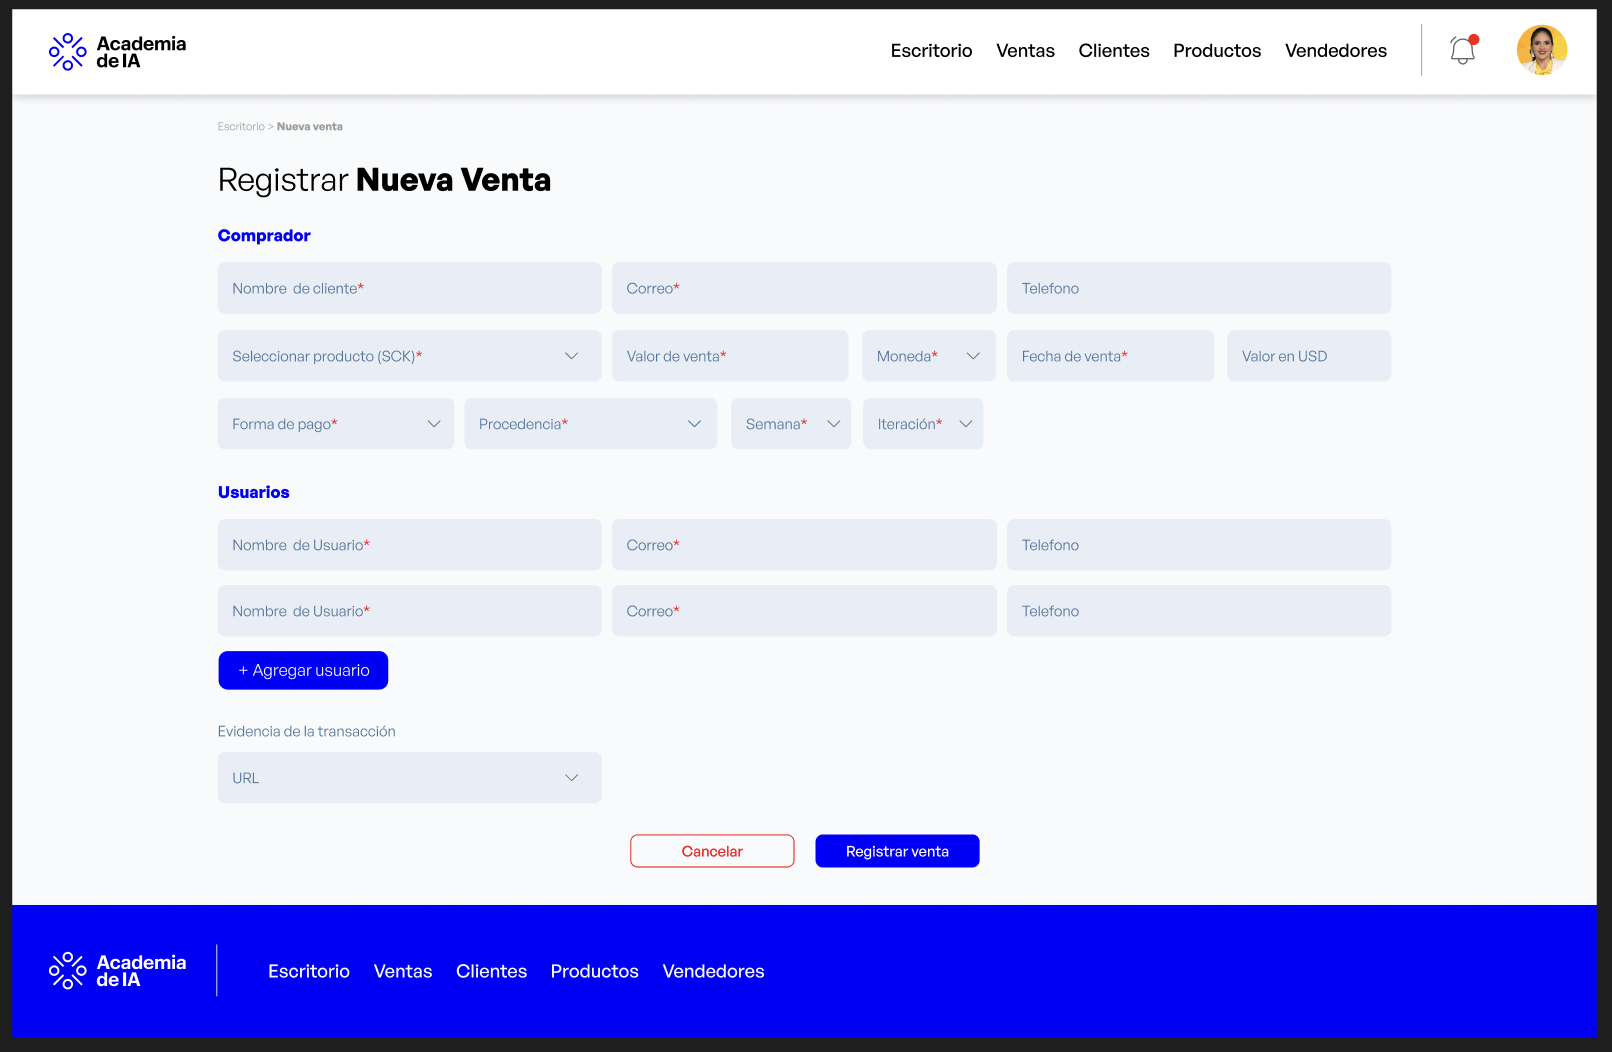 Academia
de IA
Escritorio Ventas Clientes Productos Vendedores
Escritorio > Nueva venta
Registrar Nueva Venta
Comprador
Nombre de cliente* Correo* Telefono
Seleccionar producto (SCK)* Valor de venta* Moneda* Fecha de venta* Valor en USD
Forma de pago* Procedencia* Semana* Iteración*
Usuarios
Nombre de Usuario* Correo* Telefono
Nombre de Usuario* Correo* Telefono
+ Agregar usuario
Evidencia de la transacción
URL
Cancelar Registrar venta
Academia
de IA
Escritorio Ventas Clientes Productos Vendedores